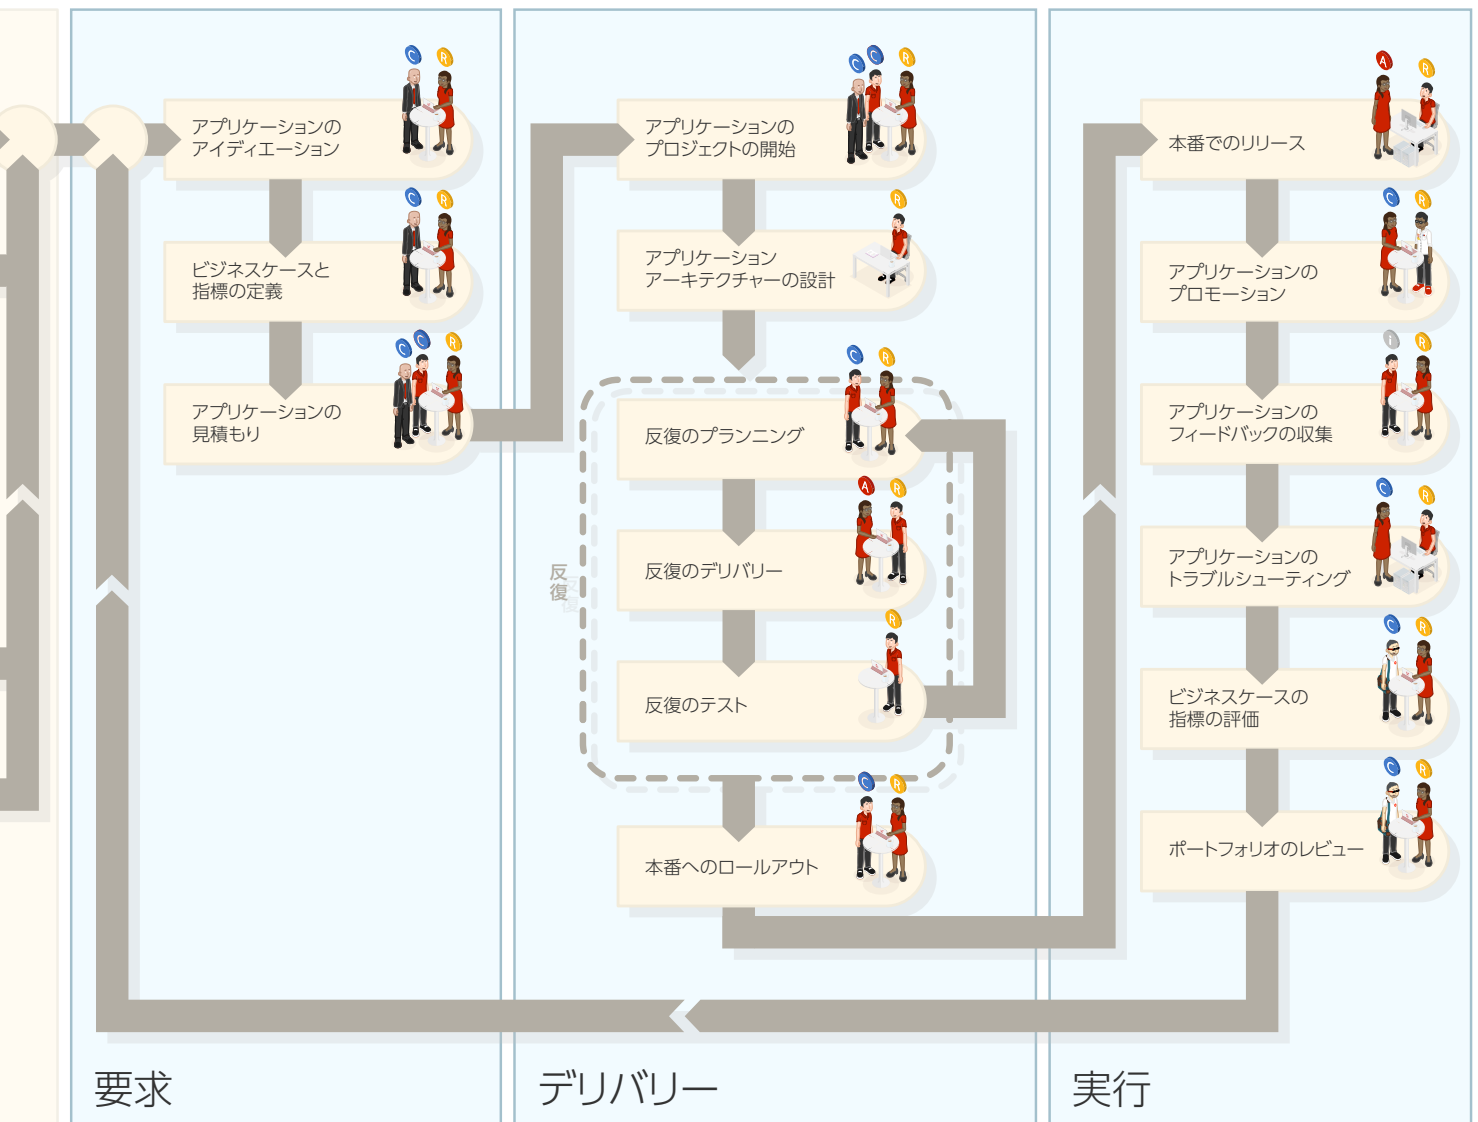 C R
アプリケーションの
アイディエーション
C R
ビジネスケースと
指標の定義
C C R
アプリケーションの
見積もり
要求
C C R
アプリケーションの
プロジェクトの開始
R
アプリケーション
アーキテクチャーの設計
C R
反復のプランニング
A R
反復のデリバリー
反復
R
反復のテスト
C R
本番へのロールアウト
デリバリー
A R
本番でのリリース
C R
アプリケーションの
プロモーション
i R
アプリケーションの
フィードバックの収集
C R
アプリケーションの
トラブルシューティング
C R
ビジネスケースの
指標の評価
C R
ポートフォリオのレビュー
実行